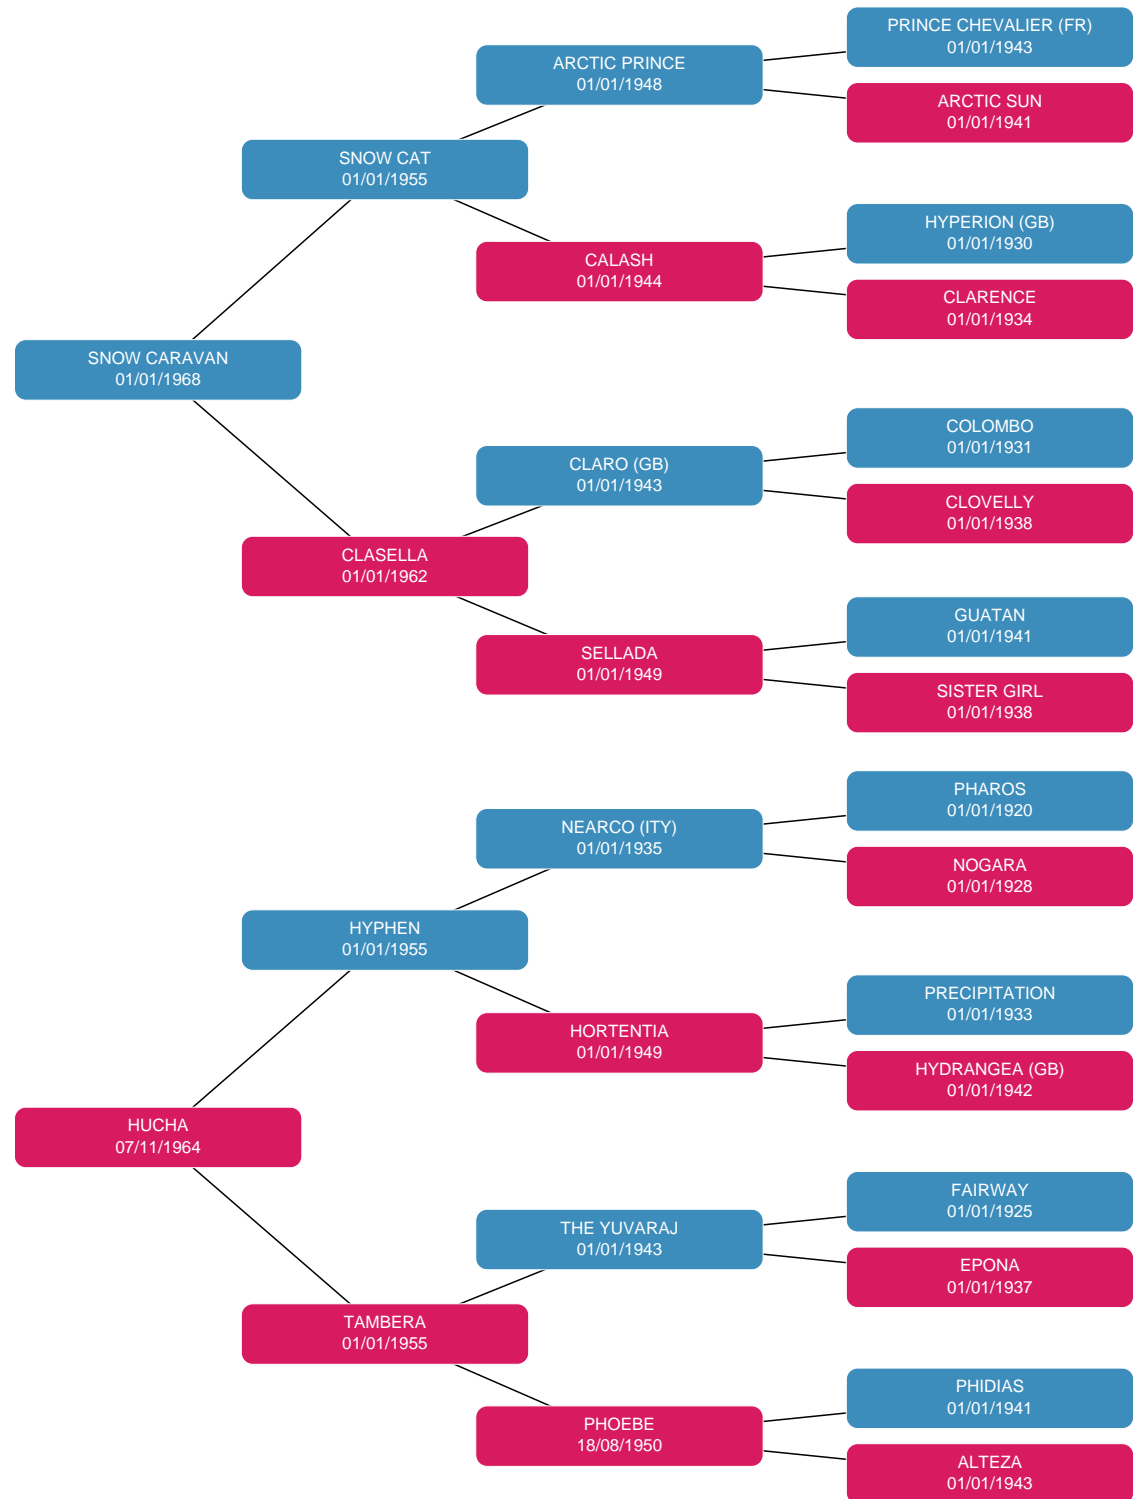 PRINCE CHEVALIER (FR)
01/01/1943
ARCTIC PRINCE
01/01/1948
ARCTIC SUN
01/01/1941
SNOW CAT
01/01/1955
HYPERION (GB)
01/01/1930
CALASH
01/01/1944
CLARENCE
01/01/1934
SNOW CARAVAN
01/01/1968
COLOMBO
01/01/1931
CLARO (GB)
01/01/1943
CLOVELLY
01/01/1938
CLASELLA
01/01/1962
GUATAN
01/01/1941
SELLADA
01/01/1949
SISTER GIRL
01/01/1938
PHAROS
01/01/1920
NEARCO (ITY)
01/01/1935
NOGARA
01/01/1928
HYPHEN
01/01/1955
PRECIPITATION
01/01/1933
HORTENTIA
01/01/1949
HYDRANGEA (GB)
01/01/1942
HUCHA
07/11/1964
FAIRWAY
01/01/1925
THE YUVARAJ
01/01/1943
EPONA
01/01/1937
TAMBERA
01/01/1955
PHIDIAS
01/01/1941
PHOEBE
18/08/1950
ALTEZA
01/01/1943